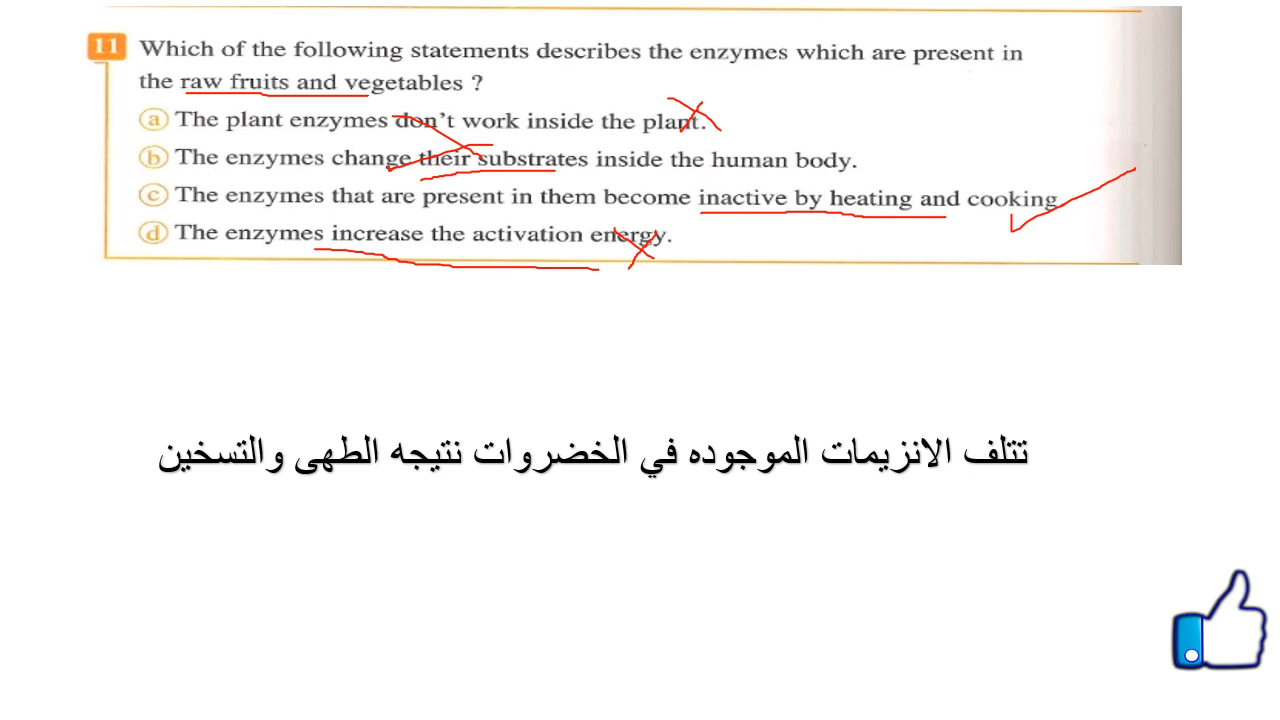 11 Which of the following statements describes the enzymes which are present in
the raw fruits and vegetables ?
a The plant enzymes don't work inside the plant.
b The enzymes change their substrates inside the human body.
c The enzymes that are present in them become inactive by heating and cooking.
d The enzymes increase the activation energy.
تتلف الانزيمات الموجوده في الخضروات نتيجه الطهى والتسخين